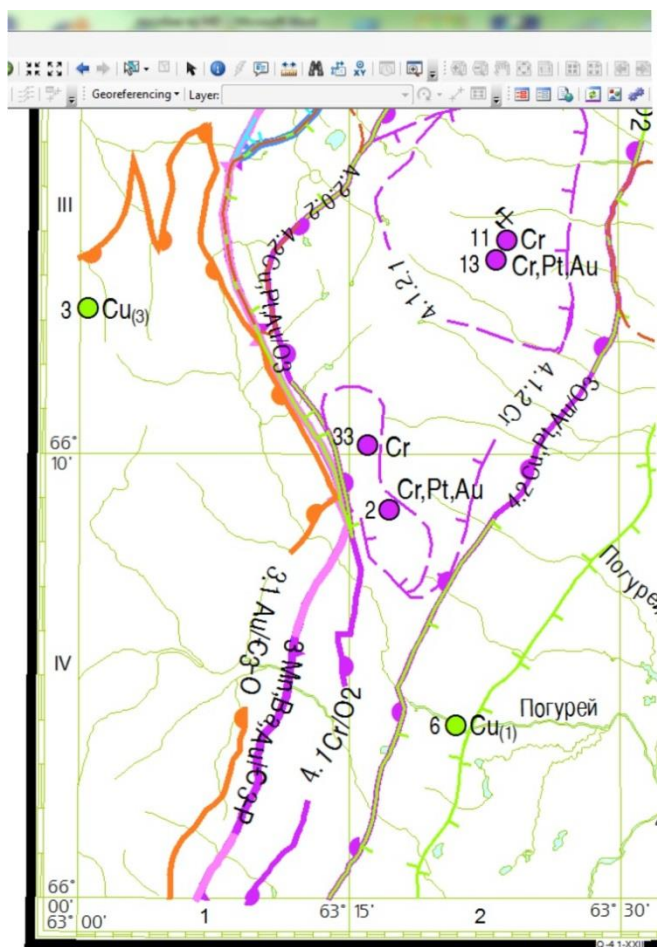 Georeferencing
Layer:
III
4.2.0.2
4.2Cu,Pt,Au/O3
4.1.2.1
11 Cr
13 Cr,Pt,Au
3 Cu(3)
4.1.2 Cr
4.2Cu,Pt,Au/O3
66°
10'
33 Cr
Cr,Pt,Au
2
Погурей
3.1 Au/C3-O
3 Mn,Ba,Au/C3-P
4. 1Cr/O2
IV
Погурей
6 Cu(1)
66°
00'
63° 00'
1
63° 15'
2
63° 30'